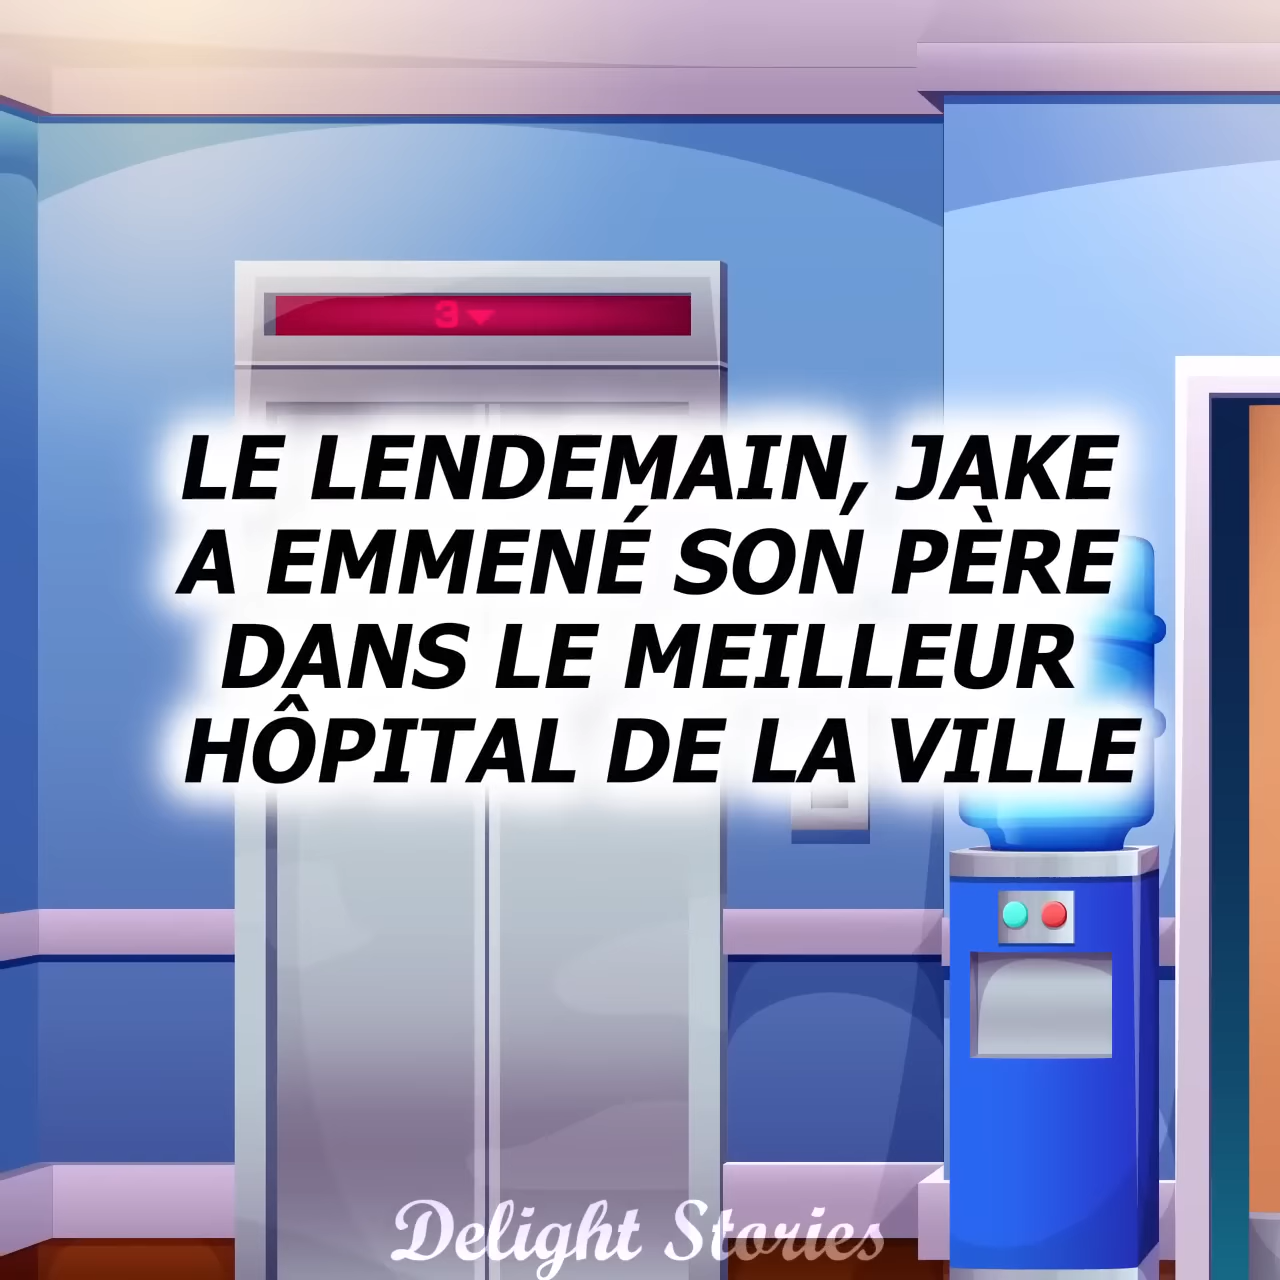 3
LE LENDEMAIN, JAKE
A EMMENÉ SON PÈRE
DANS LE MEILLEUR
HÔPITAL DE LA VILLE
Delight Stories